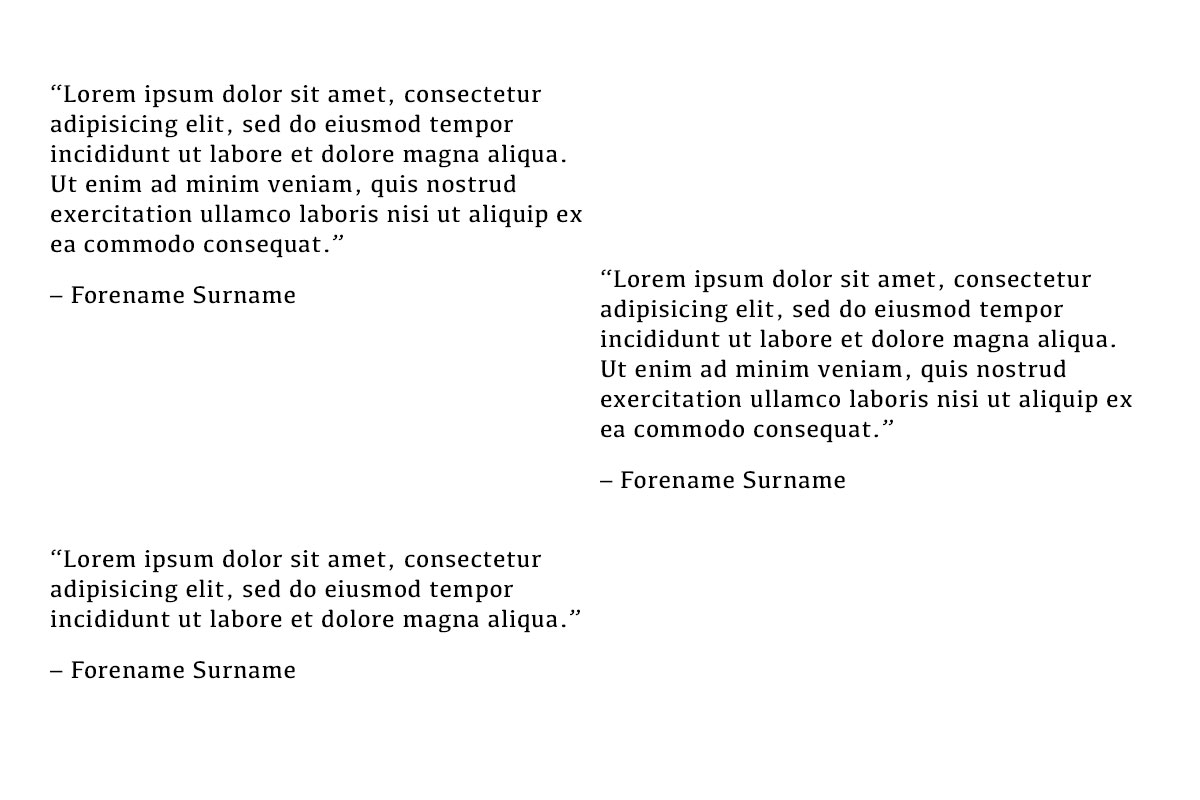 “Lorem ipsum dolor sit amet, consectetur
adipisicing elit, sed do eiusmod tempor
incididunt ut labore et dolore magna aliqua.
Ut enim ad minim veniam, quis nostrud
exercitation ullamco laboris nisi ut aliquip ex
ea commodo consequat.”
– Forename Surname
“Lorem ipsum dolor sit amet, consectetur
adipisicing elit, sed do eiusmod tempor
incididunt ut labore et dolore magna aliqua.
Ut enim ad minim veniam, quis nostrud
exercitation ullamco laboris nisi ut aliquip ex
ea commodo consequat.”
– Forename Surname
“Lorem ipsum dolor sit amet, consectetur
adipisicing elit, sed do eiusmod tempor
incididunt ut labore et dolore magna aliqua.”
– Forename Surname